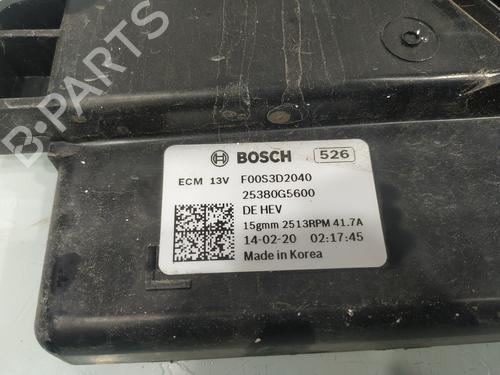 B-PARTS
BOSCH 526
ECM 13V F00S3D2040
25380G5600
DE HEV
15gmm 2513RPM 41.7A
14-02-20 02:17:45
Made in Korea